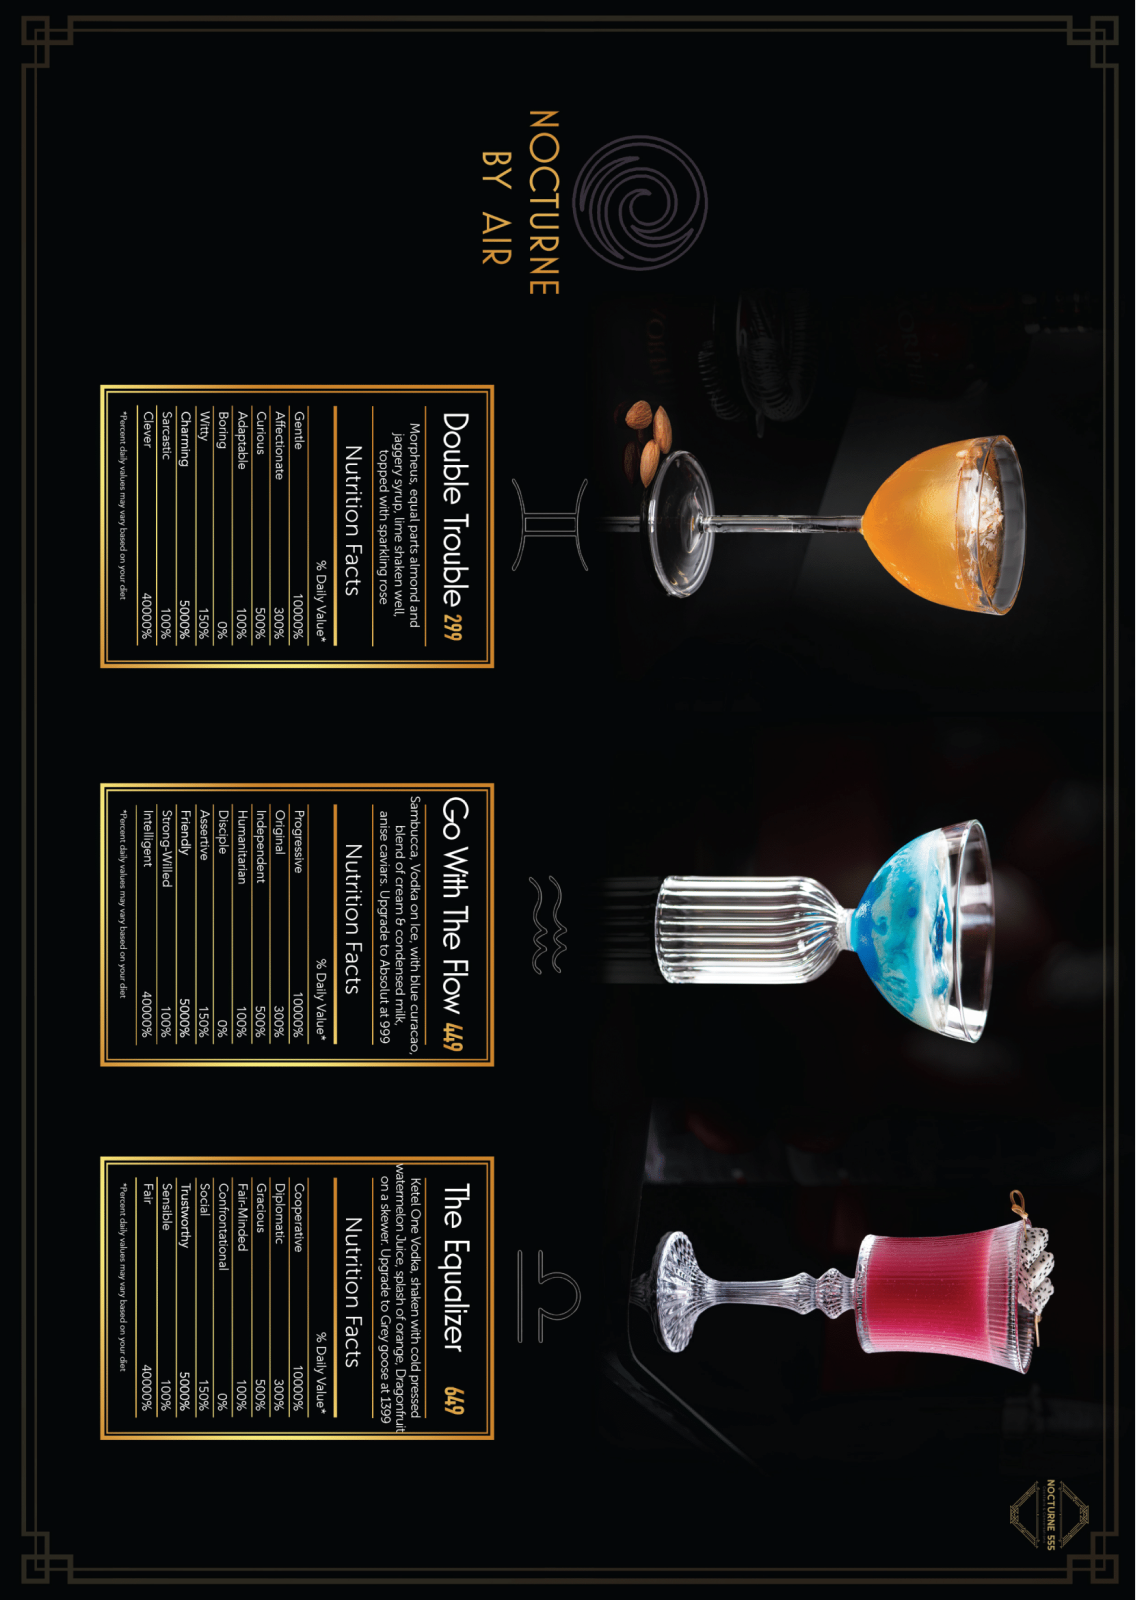 NOCTURNE
BY AIR
Double Trouble 299
Morpheus, equal parts almond and
jaggery syrup, lime shaken well,
topped with sparkling rose
Nutrition Facts
% Daily Value*
Gentle 10000%
Affectionate 300%
Curious 500%
Adaptable 100%
Boring 0%
Witty 150%
Charming 5000%
Sarcastic 100%
Clever 40000%
*Percent daily values may vary based on your diet
Go With The Flow 449
Sambucca, Vodka on Ice, with blue curacao,
blend of cream & condensed milk,
anise caviars. Upgrade to Absolut at 999
Nutrition Facts
% Daily Value*
Progressive 10000%
Original 300%
Independent 500%
Humanitarian 100%
Disciple 0%
Assertive 150%
Friendly 5000%
Strong-Willed 100%
Intelligent 40000%
*Percent daily values may vary based on your diet
The Equalizer 649
Ketel One Vodka, shaken with cold pressed
watermelon Juice, splash of orange, Dragonfruit
on a skewer. Upgrade to Grey goose at 1399
Nutrition Facts
% Daily Value*
Cooperative 10000%
Diplomatic 300%
Gracious 500%
Fair-Minded 100%
Confrontational 0%
Social 150%
Trustworthy 5000%
Sensible 100%
Fair 40000%
*Percent daily values may vary based on your diet
NOCTURNE 555